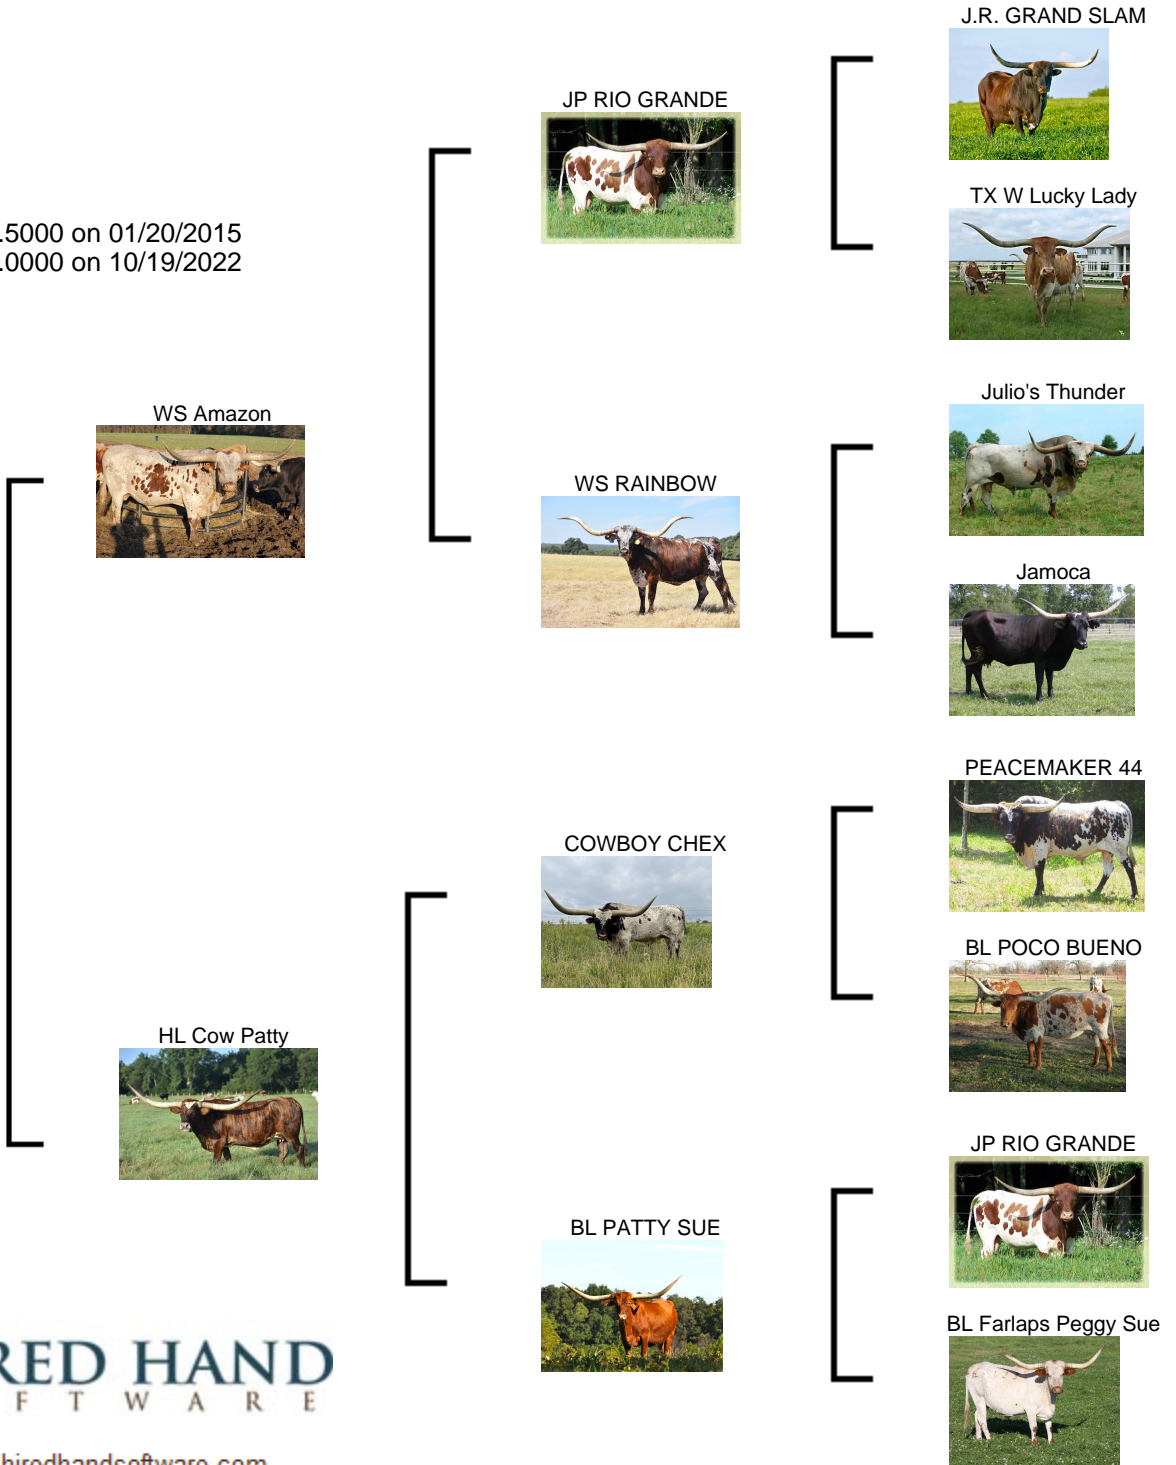 J.R. GRAND SLAM
JP RIO GRANDE
TX W Lucky Lady
.5000 on 01/20/2015
.0000 on 10/19/2022
Julio's Thunder
WS Amazon
WS RAINBOW
Jamoca
PEACEMAKER 44
COWBOY CHEX
BL POCO BUENO
HL Cow Patty
JP RIO GRANDE
BL PATTY SUE
BL Farlaps Peggy Sue
RED HAND
F T W A R E
hiredhandsoftware.com